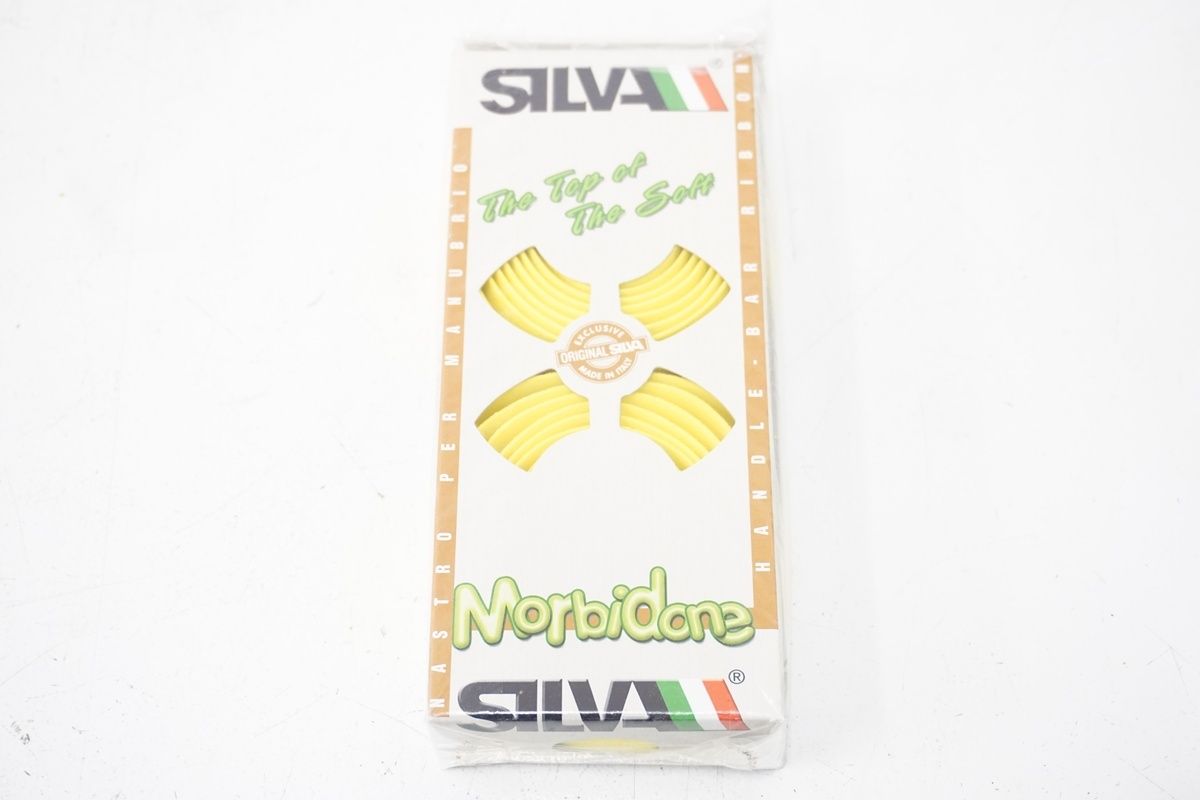 SILVA ®
The Top of
The Soft
NASTRO PER MANUBRIO
HANDLE-BAR RIBBON
EXCLUSIVE
ORIGINAL SILVA
MADE IN ITALY
Morbidone
SILVA ®